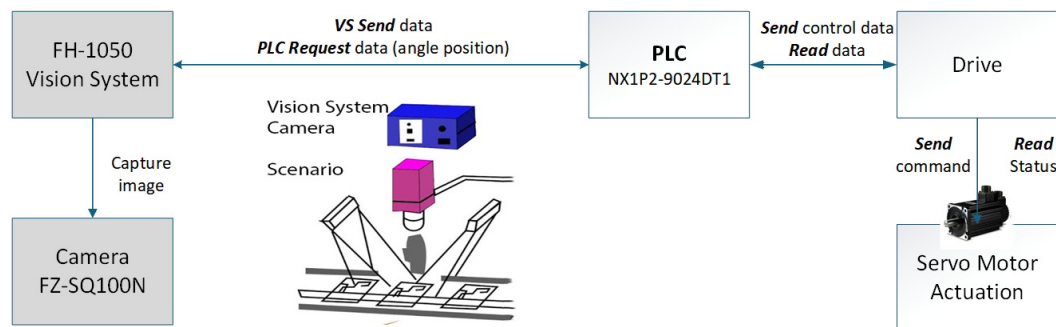 FH-1050
Vision System
VS Send data
PLC Request data (angle position)
PLC
NX1P2-9024DT1
Send control data
Read data
Drive
Vision System
Camera
Scenario
Capture
image
Send
command
Read
Status
Camera
FZ-SQ100N
Servo Motor
Actuation